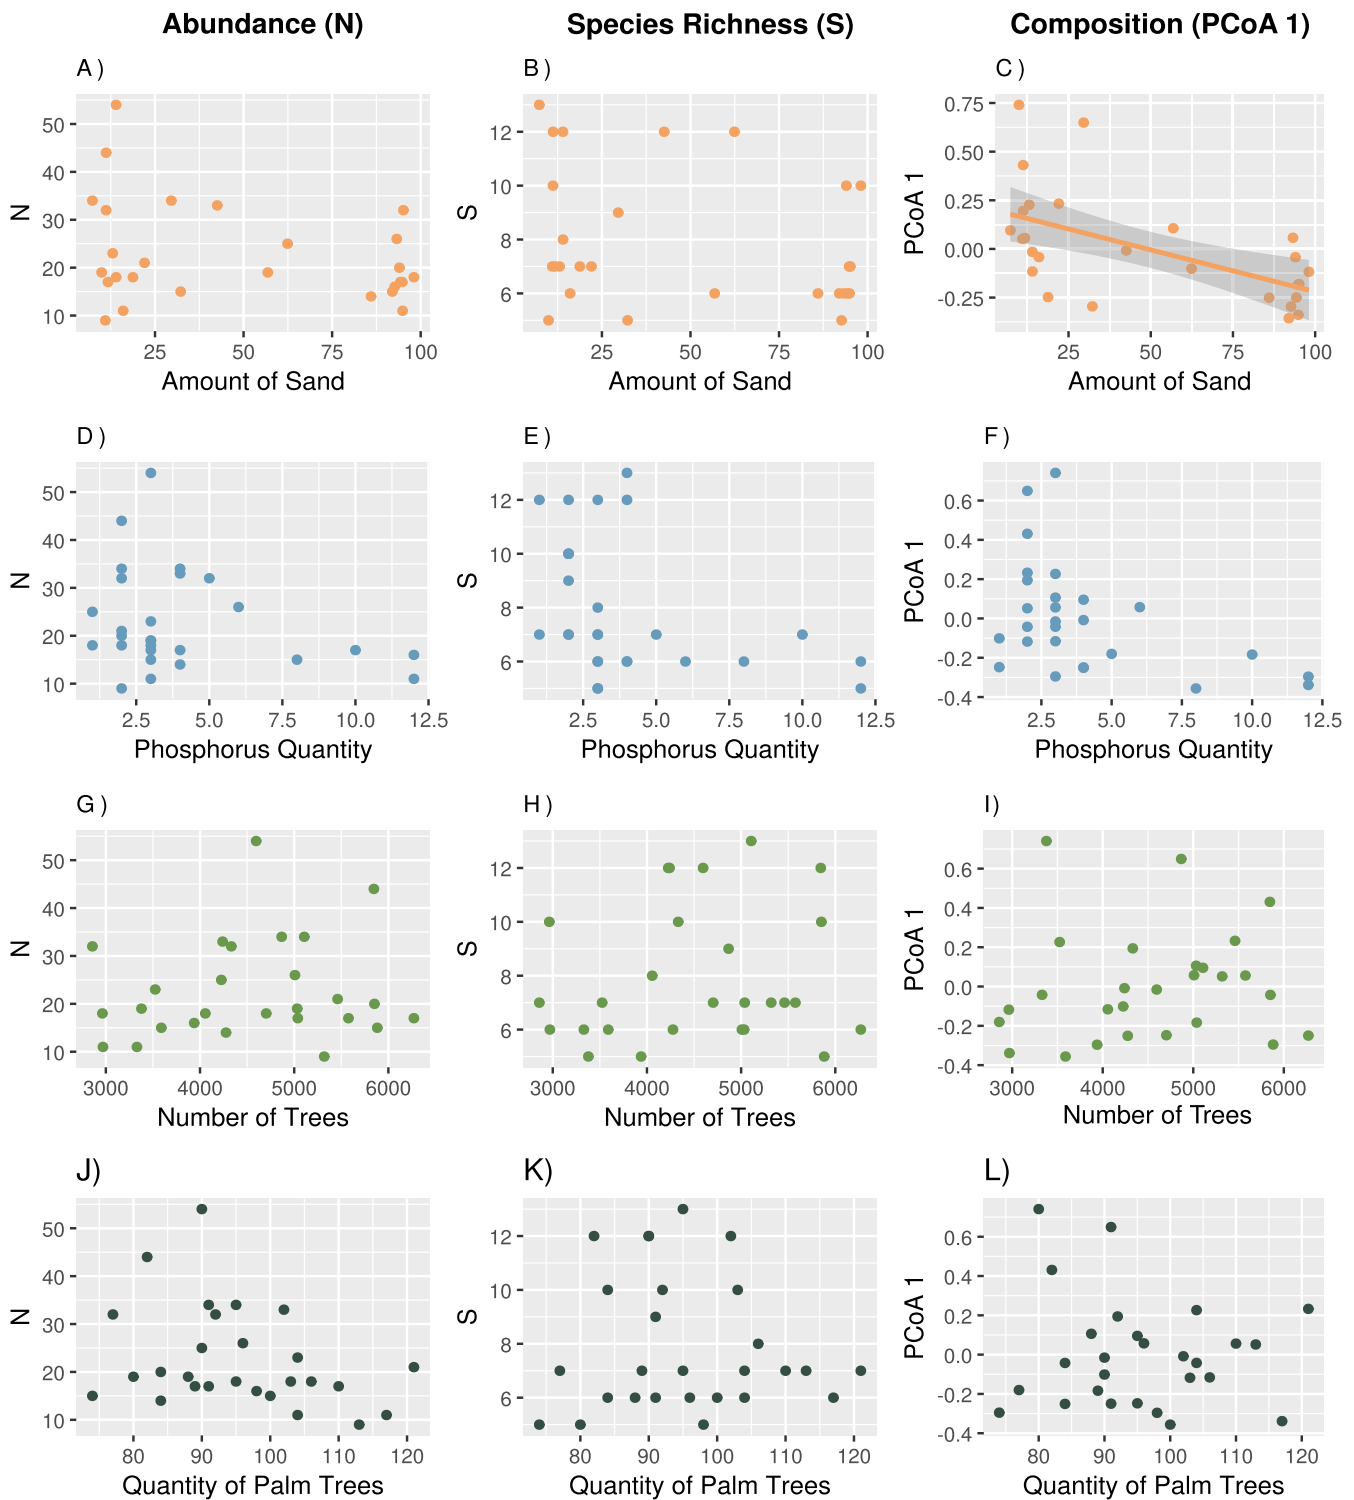 Abundance (N) Species Richness (S) Composition (PCoA 1)
A) B) C)
50
40
30
20
10
N
25 50 75 100
Amount of Sand
12
10
8
6
S
25 50 75 100
Amount of Sand
0.75
0.50
0.25
0.00
-0.25
PCoA 1
25 50 75 100
Amount of Sand
D) E) F)
50
40
30
20
10
N
2.5 5.0 7.5 10.0 12.5
Phosphorus Quantity
12
10
8
6
S
2.5 5.0 7.5 10.0 12.5
Phosphorus Quantity
0.6
0.4
0.2
0.0
-0.2
-0.4
PCoA 1
2.5 5.0 7.5 10.0 12.5
Phosphorus Quantity
G) H) I)
50
40
30
20
10
N
3000 4000 5000 6000
Number of Trees
12
10
8
6
S
3000 4000 5000 6000
Number of Trees
0.6
0.4
0.2
0.0
-0.2
-0.4
PCoA 1
3000 4000 5000 6000
Number of Trees
J) K) L)
50
40
30
20
10
N
80 90 100 110 120
Quantity of Palm Trees
12
10
8
6
S
80 90 100 110 120
Quantity of Palm Trees
0.6
0.4
0.2
0.0
-0.2
-0.4
PCoA 1
80 90 100 110 120
Quantity of Palm Trees